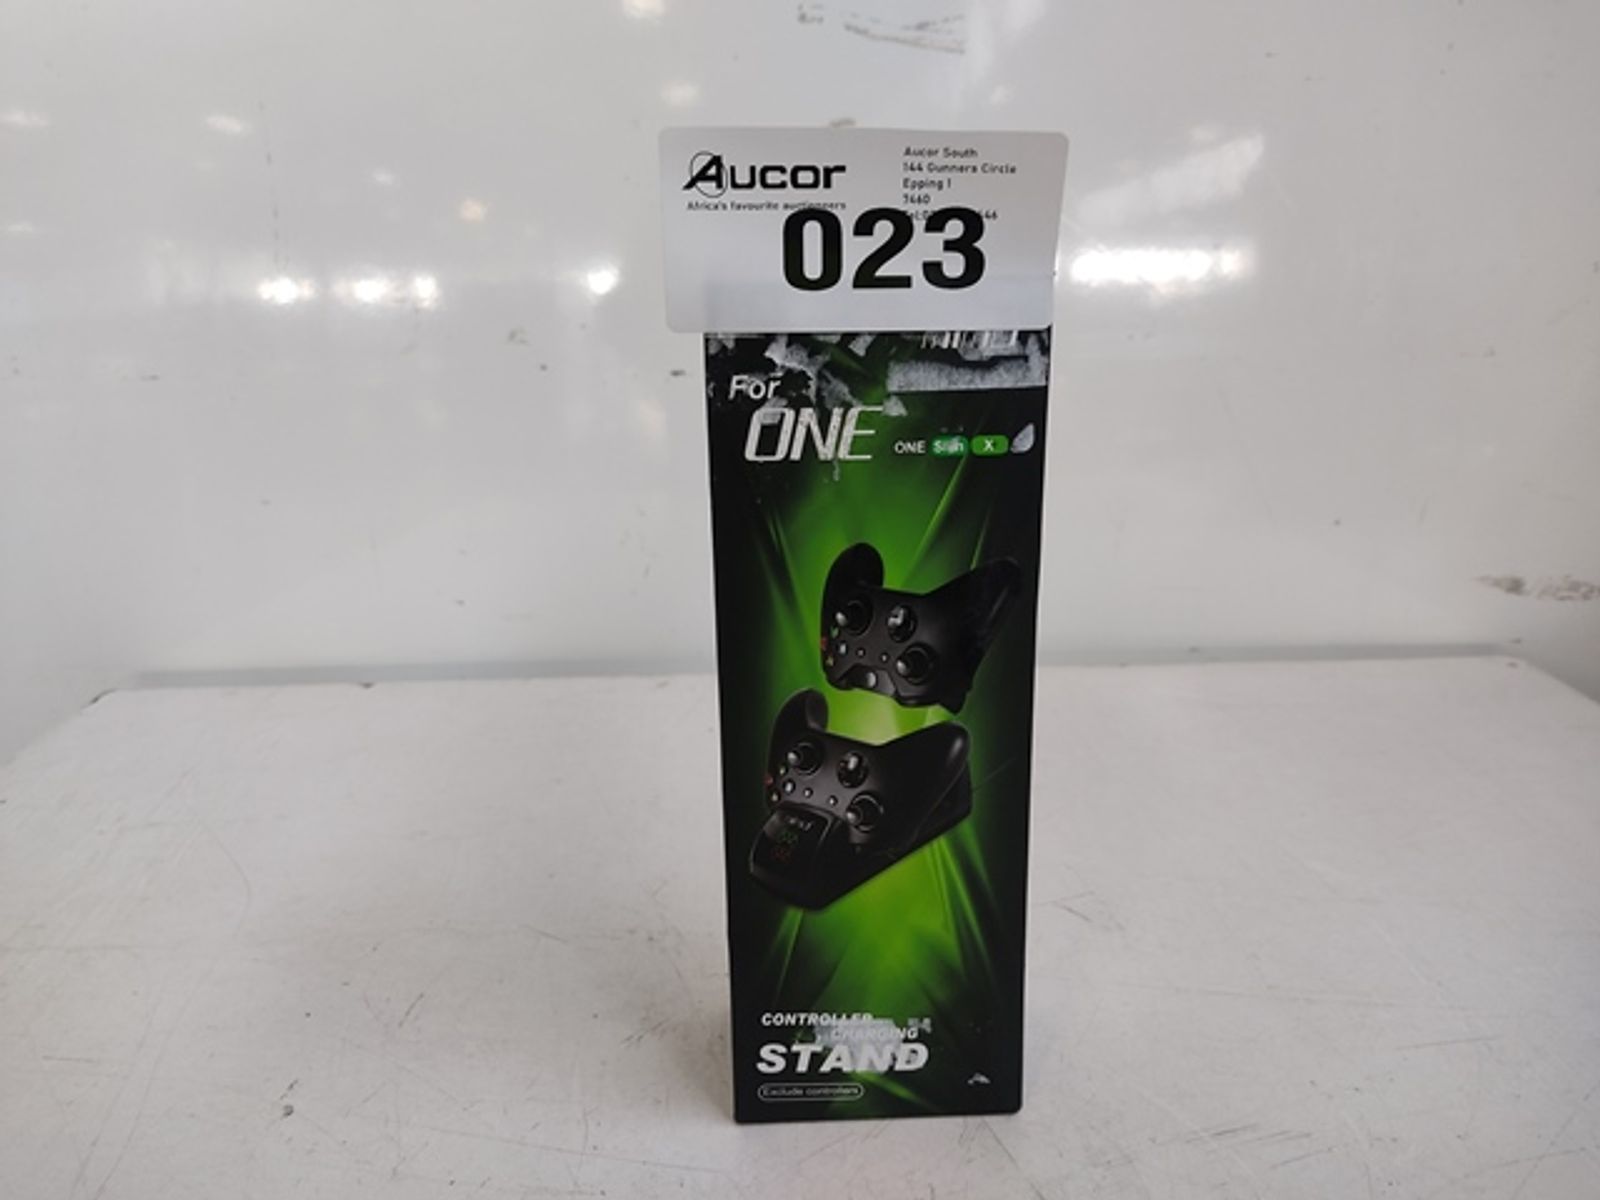 Aucor
Africa's favourite auctioneers
Aucor South
144 Gunners Circle
Epping 1
7460
023
For
ONE
ONE Slim X
CONTROLLER
CHARGING
STAND
Exclude controllers